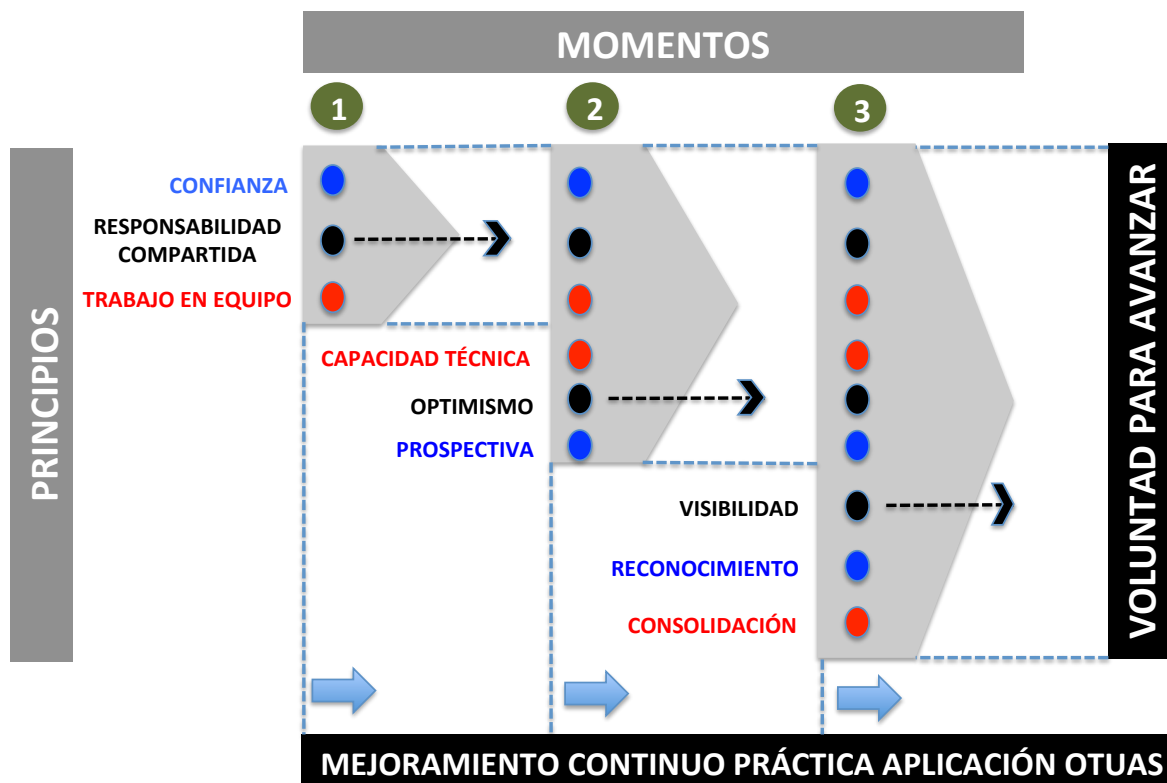 MOMENTOS
1
2
3
PRINCIPIOS
CONFIANZA
RESPONSABILIDAD
COMPARTIDA
TRABAJO EN EQUIPO
CAPACIDAD TÉCNICA
OPTIMISMO
PROSPECTIVA
VISIBILIDAD
RECONOCIMIENTO
CONSOLIDACIÓN
VOLUNTAD PARA AVANZAR
MEJORAMIENTO CONTINUO PRÁCTICA APLICACIÓN OTUAS